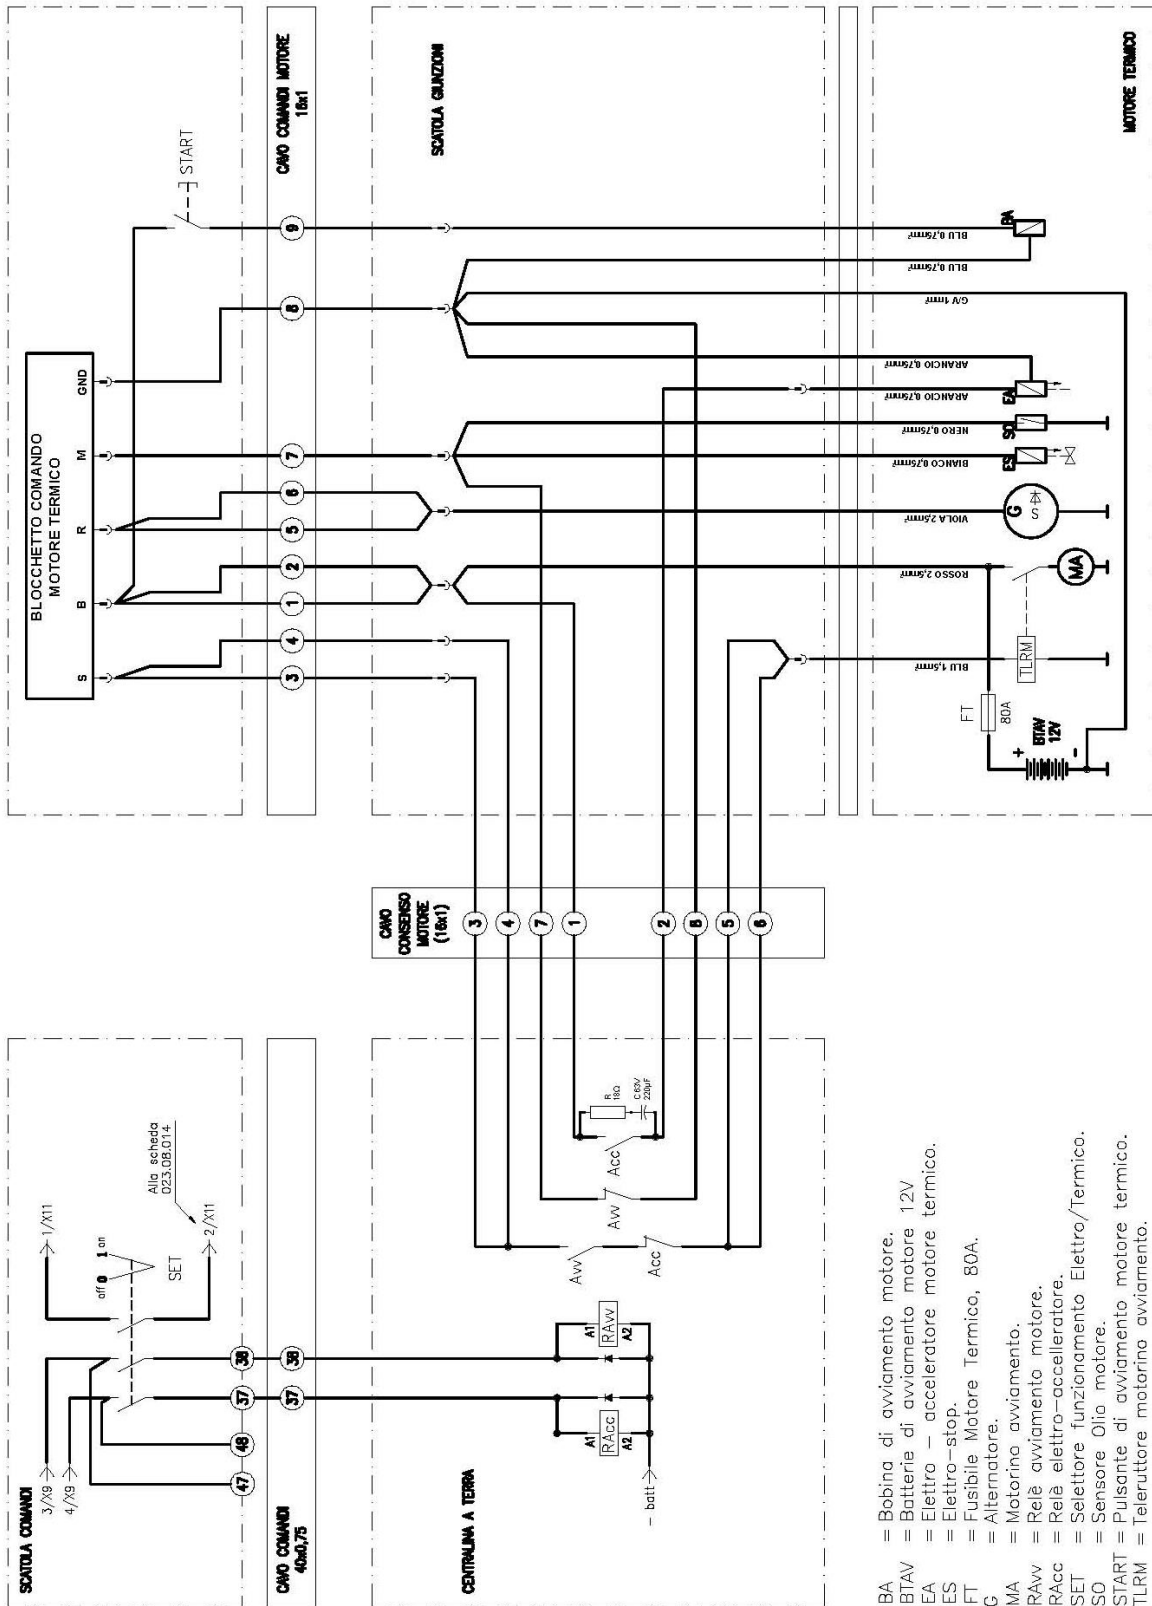 SCATOLA COMANDI
3/X9
4/X9
1/X11
Alla scheda
023.08.014
2/X11
off 0
1 on
SET
47
48
37
38
CAVO COMANDI
40x0,75
37
38
CENTRALINA A TERRA
- batt
A1
RAcc
A2
A1
RAvv
A2
Avv
Acc
Avv
Acc
R
18Ω
C 63V
220µF
CAVO
CONSENSO
MOTORE
(16x1)
3
4
7
1
2
8
5
6
BLOCCHETTO COMANDO
MOTORE TERMICO
S
B
R
M
GND
START
CAVO COMANDI MOTORE
16x1
3
4
1
2
5
6
7
8
9
SCATOLA GIUNZIONI
BLU 1,5mm²
ROSSO 2,5mm²
VIOLA 2,5mm²
BIANCO 0,75mm²
NERO 0,75mm²
ARANCIO 0,75mm²
ARANCIO 0,75mm²
G/V 1mm²
BLU 0,75mm²
BLU 0,75mm²
FT
80A
+
BTAV
12V
-
TLRM
MA
G
S
ES
SO
EA
BA
MOTORE TERMICO
BA = Bobina di avviamento motore.
BTAV = Batterie di avviamento motore 12V
EA = Elettro - acceleratore motore termico.
ES = Elettro-stop.
FT = Fusibile Motore Termico, 80A.
G = Alternatore.
MA = Motorino avviamento.
RAvv = Relè avviamento motore.
RAcc = Relè elettro-accelleratore.
SET = Selettore funzionamento Elettro/Termico.
SO = Sensore Olio motore.
START = Pulsante di avviamento motore termico.
TLRM = Teleruttore motorino avviamento.